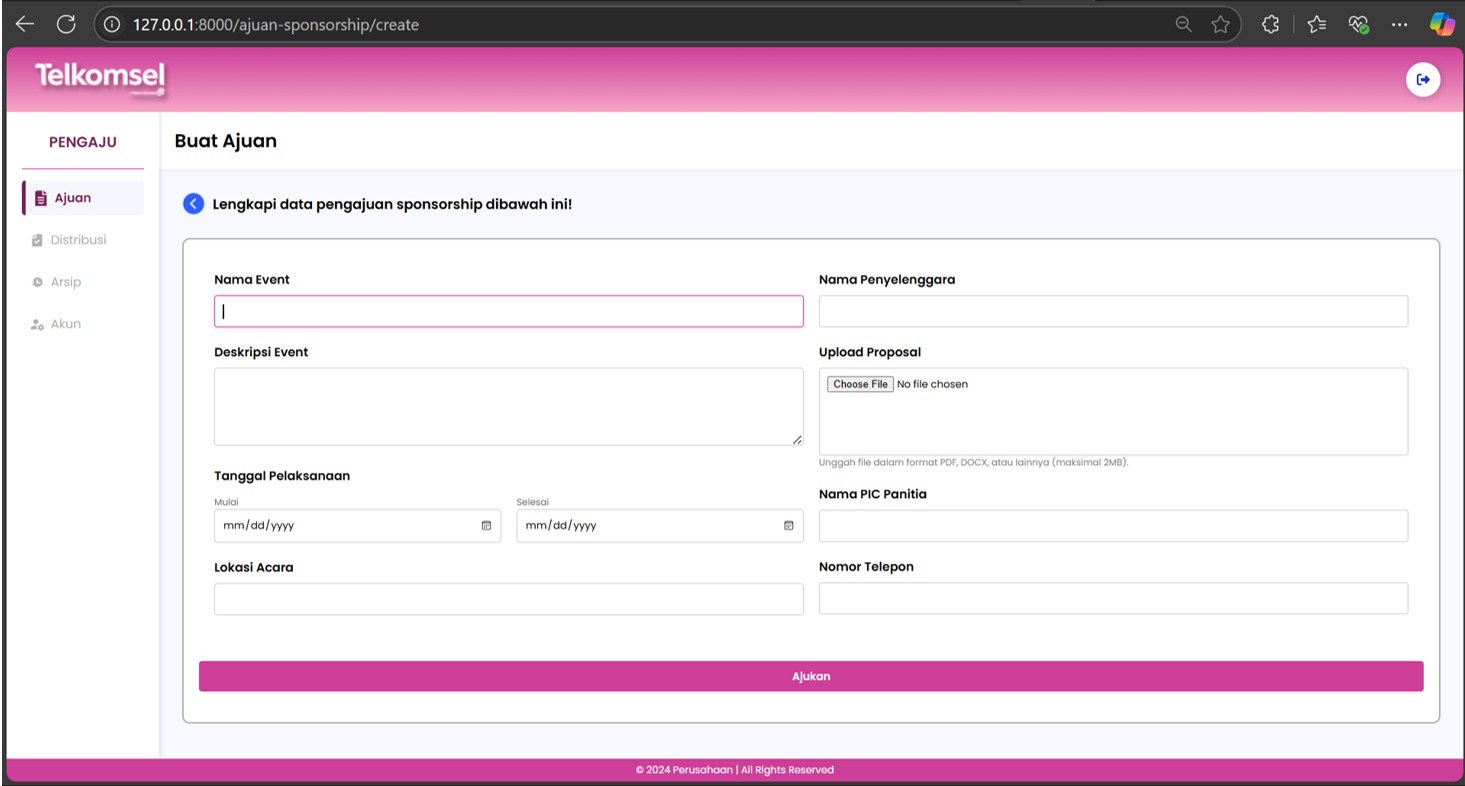 127.0.0.1:8000/ajuan-sponsorship/create
Telkomsel
PENGAJU
Buat Ajuan
Ajuan
Distribusi
Arsip
Akun
Lengkapi data pengajuan sponsorship dibawah ini!
Nama Event
Nama Penyelenggara
Deskripsi Event
Upload Proposal
Choose File No file chosen
Unggah file dalam format PDF, DOCX, atau lainnya (maksimal 2MB).
Tanggal Pelaksanaan
Mulai
Selesai
mm/dd/yyyy
mm/dd/yyyy
Nama PIC Panitia
Lokasi Acara
Nomor Telepon
Ajukan
© 2024 Perusahaan | All Rights Reserved